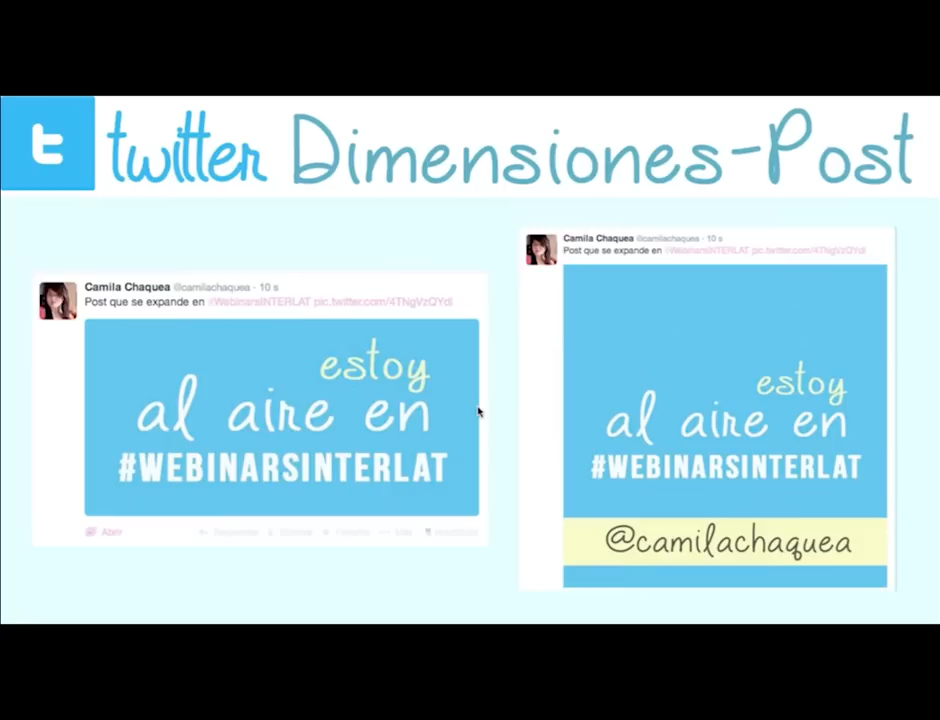 t twitter Dimensiones-Post
Camila Chaquea @camilachaquea · 10 s
Post que se expande en #WebinarsINTERLAT pic.twitter.com/4TNgVzQYdl
estoy
al aire en
#WEBINARSINTERLAT
Abrir
Camila Chaquea @camilachaquea · 10 s
Post que se expande en #WebinarsINTERLAT pic.twitter.com/4TNgVzQYdl
estoy
al aire en
#WEBINARSINTERLAT
@camilachaquea